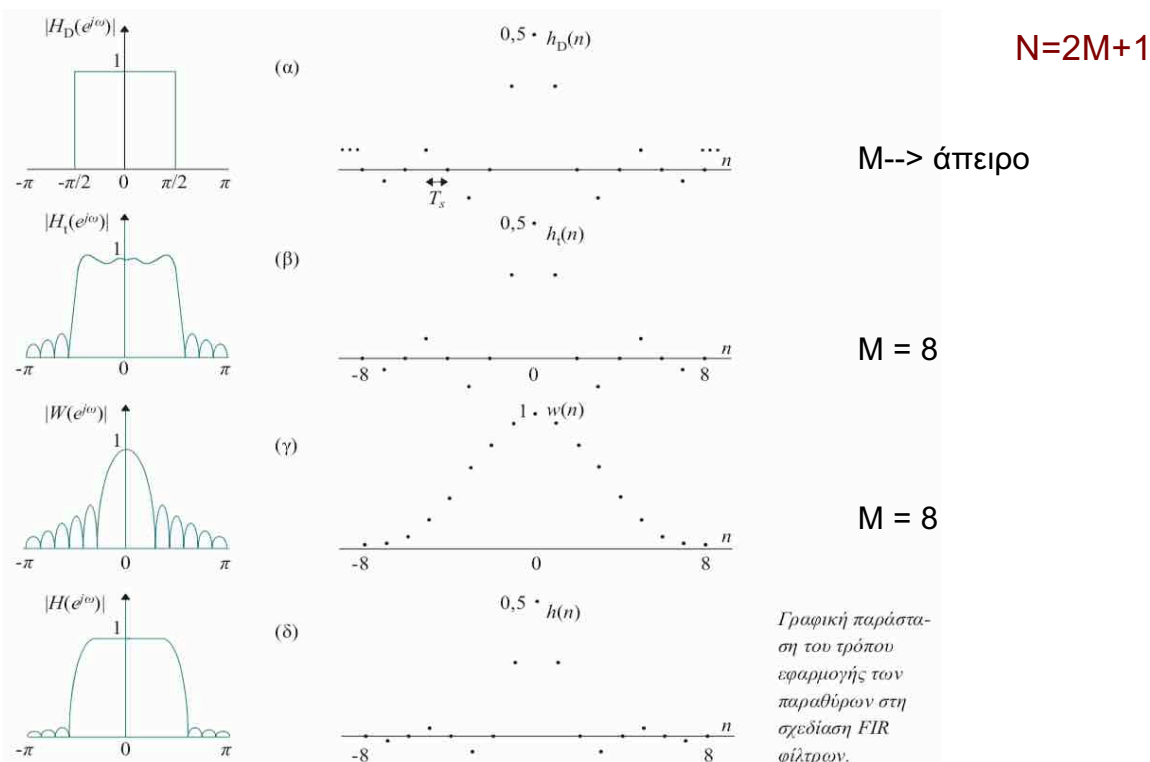 |H_D(e^{jω})|
1
-π -π/2 0 π/2 π
(α)
0,5 h_D(n)
... ...
n
T_s
N=2M+1
M--> άπειρο
|H_t(e^{jω})|
1
-π 0 π
(β)
0,5 h_t(n)
n
-8 0 8
M = 8
|W(e^{jω})|
1
-π 0 π
(γ)
1 w(n)
n
-8 0 8
M = 8
|H(e^{jω})|
1
-π 0 π
(δ)
0,5 h(n)
n
-8 8
Γραφική παράστα-
ση του τρόπου
εφαρμογής των
παραθύρων στη
σχεδίαση FIR
φίλτρων.